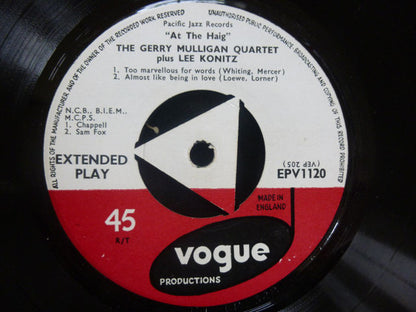 ALL RIGHTS OF THE MANUFACTURER AND OF THE OWNER OF THE RECORDED WORK RESERVED
UNAUTHORISED PUBLIC PERFORMANCE, BROADCASTING AND COPYING OF THIS RECORD PROHIBITED
Pacific Jazz Records
"At The Haig"
THE GERRY MULLIGAN QUARTET
plus LEE KONITZ
1. Too marvellous for words (Whiting, Mercer)
2. Almost like being in love (Loewe, Lorner)
N.C.B., B.I.E.M.,
M.C.P.S.
1. Chappell
2. Sam Fox
EXTENDED
PLAY
(VEP 205)
EPV1120
45
R/T
MADE IN
ENGLAND
vogue
PRODUCTIONS